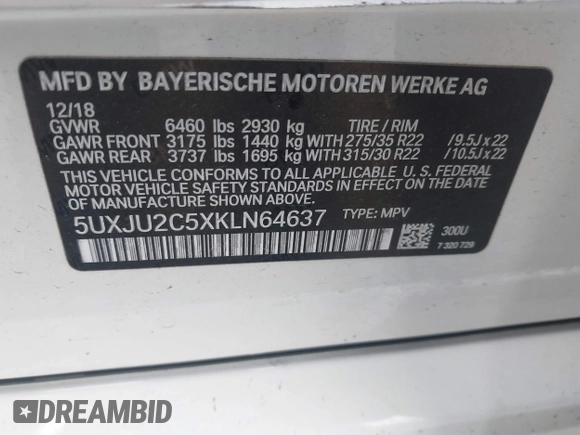 MFD BY BAYERISCHE MOTOREN WERKE AG
12/18
GVWR 6460 lbs 2930 kg TIRE / RIM
GAWR FRONT 3175 lbs 1440 kg WITH 275/35 R22 /9.5J x 22
GAWR REAR 3737 lbs 1695 kg WITH 315/30 R22 /10.5J x 22
THIS VEHICLE CONFORMS TO ALL APPLICABLE U. S. FEDERAL
MOTOR VEHICLE SAFETY STANDARDS IN EFFECT ON THE DATE
OF MANUFACTURE SHOWN ABOVE.
5UXJU2C5XKLN64637 TYPE: MPV
300U
7 320 729
DREAMBID